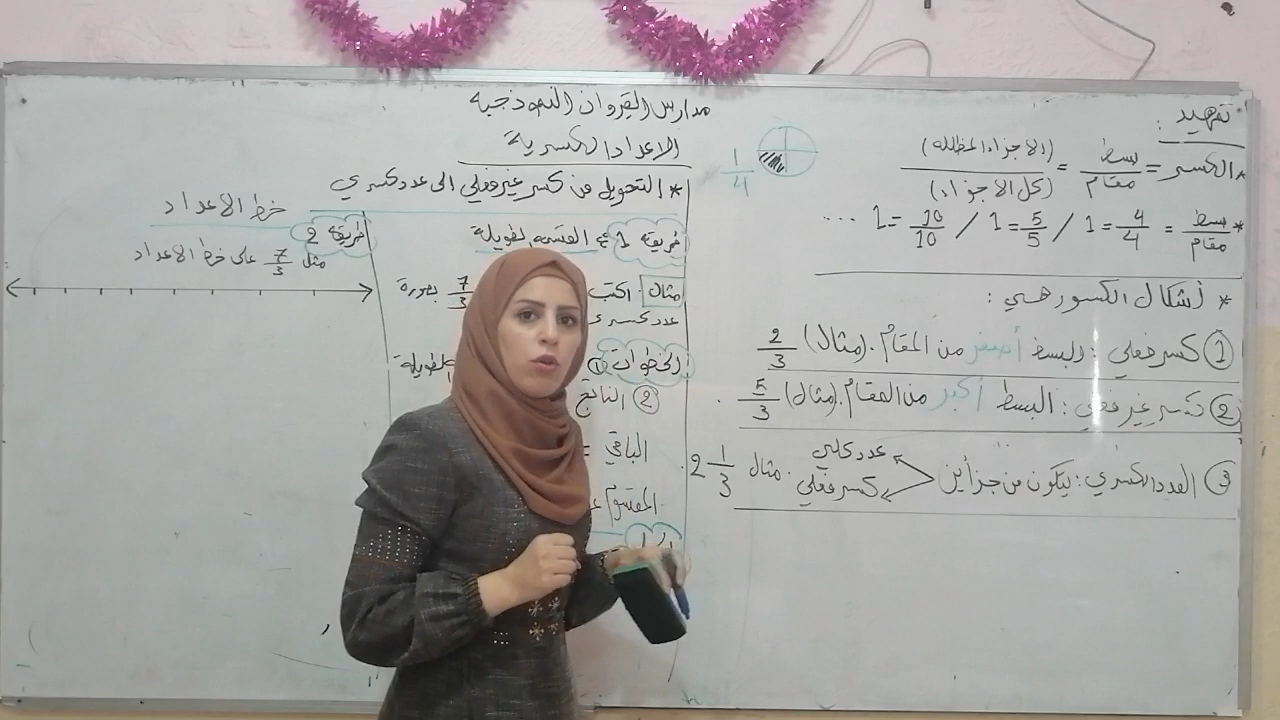 مدارس القيروان النموذجية
الاعداد الكسرية
تمهيد :
* الكسر = بسط/مقام = (الاجزاء المظلله)/(كل الاجزاء)
1/4
* بسط/مقام = 4/4 = 1 / 5/5 = 1 / 10/10 = 1 ...
* أشكال الكسور هي :
① كسر فعلي : البسط أصغر من المقام . (مثال) 2/3
② كسر غير فعلي : البسط أكبر من المقام . (مثال) 5/3 .
③ العدد الكسري : يتكون من جزأين
عدد كلي
كسر فعلي . مثال 2 1/3 .
* التحويل من كسر غير فعلي الى عدد كسري
طريقة 1 : القسمه الطويلة
مثال . اكتب 7/3 بصورة
عدد كسري
الخطوات ① الطويلة
② الناتج
الباقي =
المقسوم
خط الاعداد
طريقة 2
مثل 7/3 على خط الاعداد